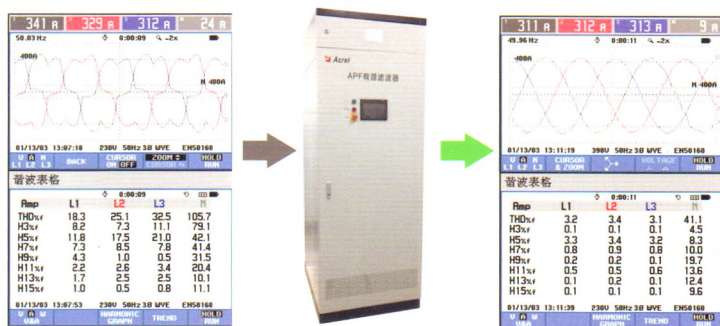 341 A 329 A 312 A 24 A
50.03 Hz 0:00:09 -2x
400A
N 400A
01/13/03 13:07:18 230V 50Hz 3Ø WYE EN50160
V A N
L1 L2 L3
BACK
CURSOR
ON OFF
ZOOM
CURSOR
HOLD
RUN
谐波表格
0:00:09
Amp L1 L2 L3 N
THD%f 18.3 25.1 32.5 105.7
H3%f 8.2 7.3 11.1 79.1
H5%f 11.8 17.5 21.0 42.1
H7%f 7.3 8.5 7.8 41.4
H9%f 4.3 1.0 0.5 31.5
H11%f 2.2 2.6 3.4 20.4
H13%f 1.7 2.5 2.5 10.1
H15%f 1.0 0.5 0.8 11.1
01/13/03 13:07:53 230V 50Hz 3Ø WYE EN50160
V A W
V&A
HARMONIC
GRAPH
TREND
HOLD
RUN
Acrel
APF有源滤波器
311 A 312 A 313 A 9 A
49.96 Hz 0:00:11 -2x
400A
N 400A
01/13/03 13:11:19 398V 50Hz 3Ø WYE EN50160
V A N
L1 L2 L3
CURSOR
& ZOOM
VOLTAGE
HOLD
RUN
谐波表格
0:00:11
Amp L1 L2 L3 N
THD%f 3.2 3.4 3.1 41.1
H3%f 0.1 0.1 0.1 4.5
H5%f 3.3 3.4 3.2 8.3
H7%f 0.8 0.9 0.8 10.0
H9%f 0.2 0.2 0.1 19.7
H11%f 0.5 0.5 0.6 13.6
H13%f 0.1 0.2 0.1 12.4
H15%f 0.1 0.1 0.1 9.6
01/13/03 13:11:39 230V 50Hz 3Ø WYE EN50160
V A W
V&A
HARMONIC
GRAPH
TREND
HOLD
RUN